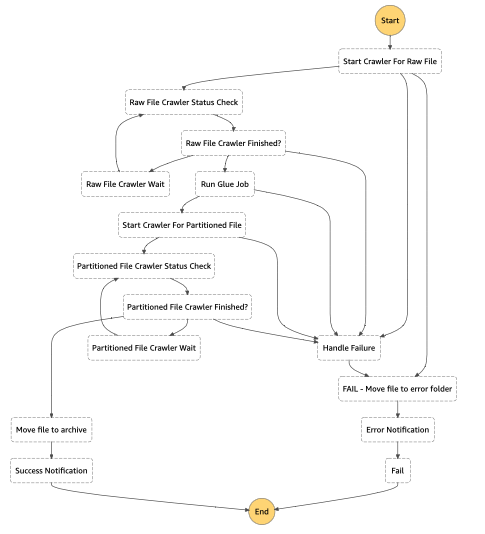 Start
Start Crawler For Raw File
Raw File Crawler Status Check
Raw File Crawler Finished?
Raw File Crawler Wait
Run Glue Job
Start Crawler For Partitioned File
Partitioned File Crawler Status Check
Partitioned File Crawler Finished?
Partitioned File Crawler Wait
Handle Failure
FAIL - Move file to error folder
Move file to archive
Error Notification
Success Notification
Fail
End